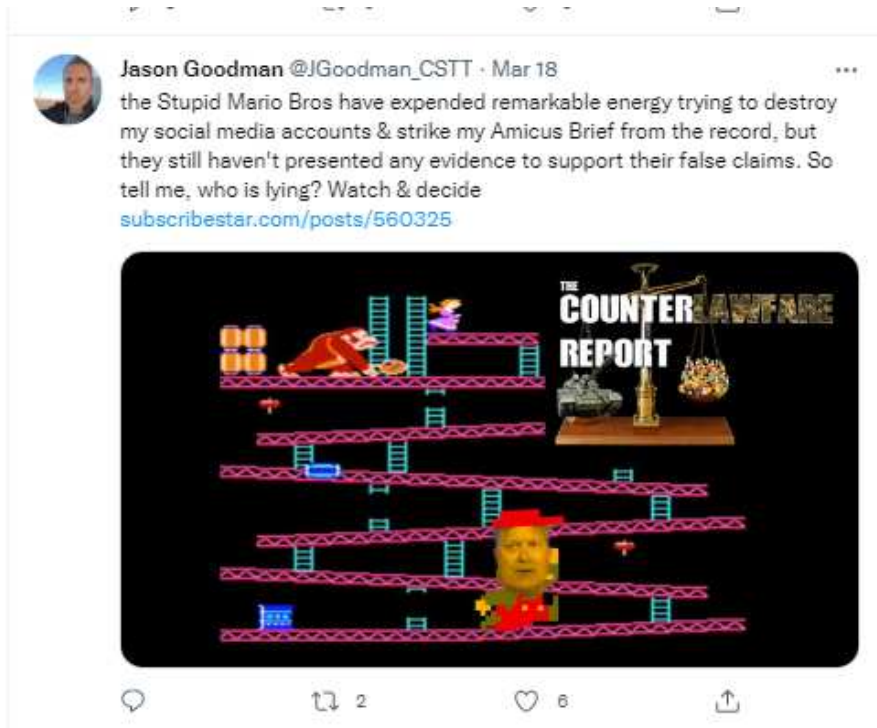 Jason Goodman @JGoodman_CSTT · Mar 18
the Stupid Mario Bros have expended remarkable energy trying to destroy
my social media accounts & strike my Amicus Brief from the record, but
they still haven't presented any evidence to support their false claims. So
tell me, who is lying? Watch & decide
subscribestar.com/posts/560325
THE
COUNTERLAWFARE
REPORT
2
6